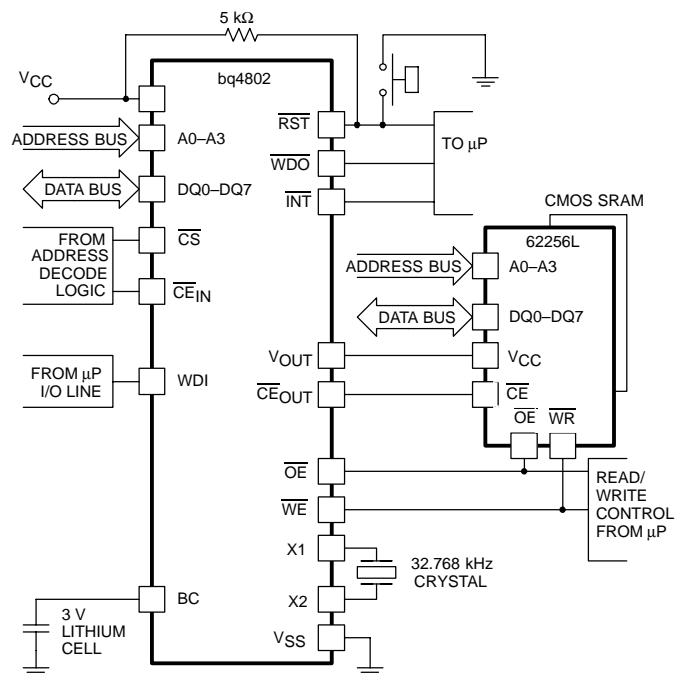 5 kΩ
bq4802
VCC
ADDRESS BUS
A0–A3
DATA BUS
DQ0–DQ7
FROM
ADDRESS
DECODE
LOGIC
CS
CEIN
FROM µP
I/O LINE
WDI
BC
3 V
LITHIUM
CELL
RST
WDO
INT
TO µP
VOUT
CEOUT
OE
WE
X1
X2
32.768 kHz
CRYSTAL
VSS
CMOS SRAM
62256L
ADDRESS BUS
A0–A3
DATA BUS
DQ0–DQ7
VCC
CE
OE WR
READ/
WRITE
CONTROL
FROM µP